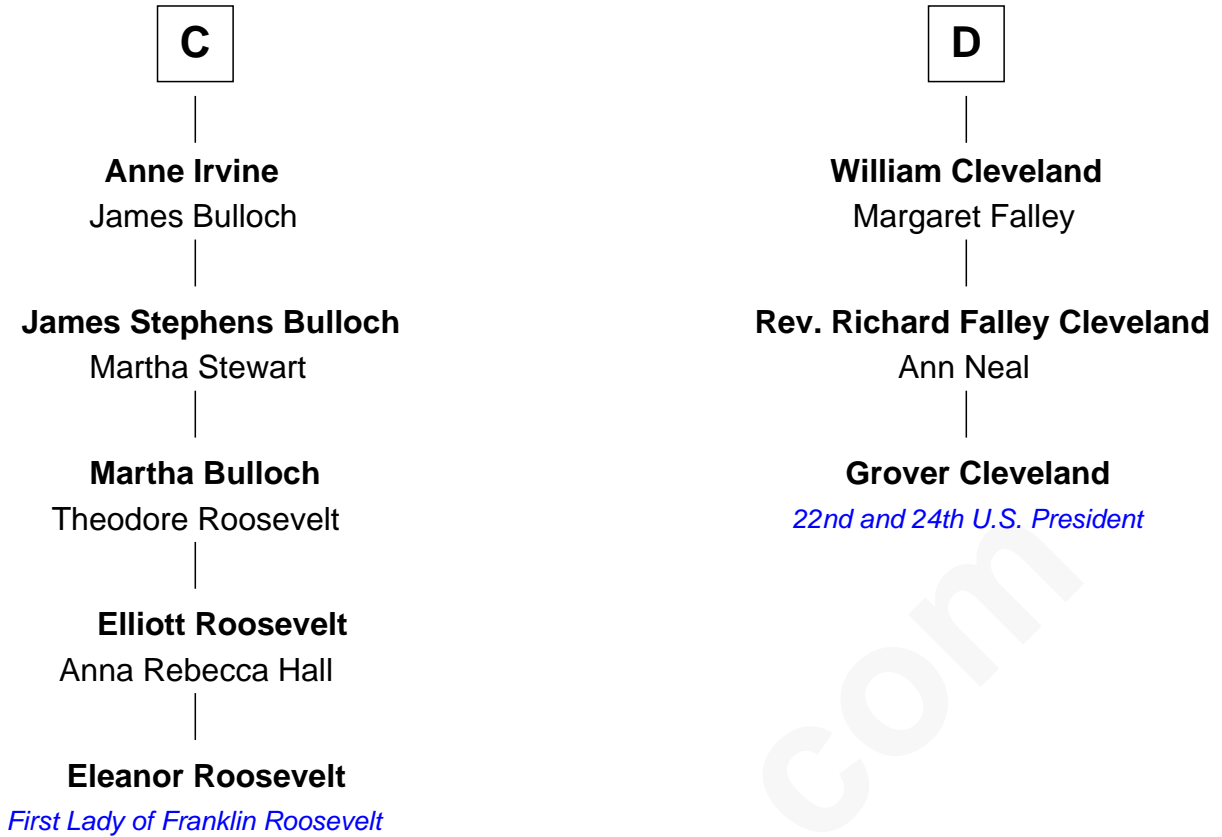 C
Anne Irvine
James Bulloch
James Stephens Bulloch
Martha Stewart
Martha Bulloch
Theodore Roosevelt
Elliott Roosevelt
Anna Rebecca Hall
Eleanor Roosevelt
First Lady of Franklin Roosevelt
D
William Cleveland
Margaret Falley
Rev. Richard Falley Cleveland
Ann Neal
Grover Cleveland
22nd and 24th U.S. President
com